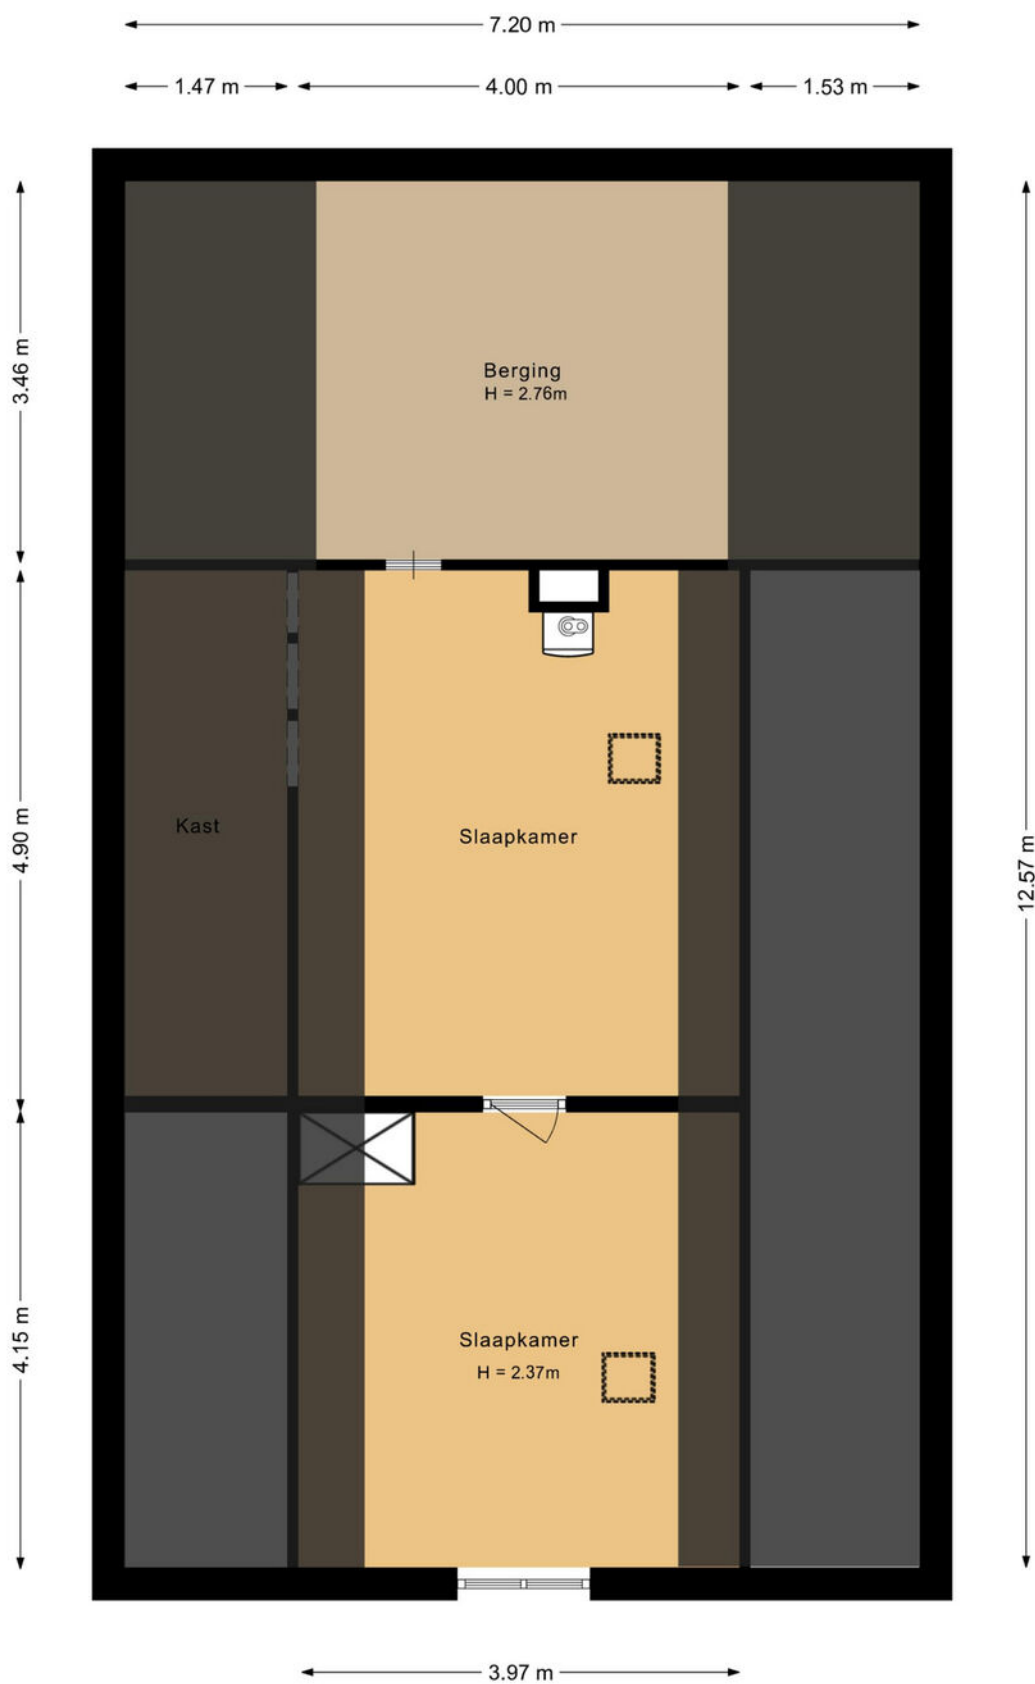 7.20 m
1.47 m
4.00 m
1.53 m
3.46 m
Berging
H = 2.76m
4.90 m
Kast
Slaapkamer
12.57 m
4.15 m
Slaapkamer
H = 2.37m
3.97 m